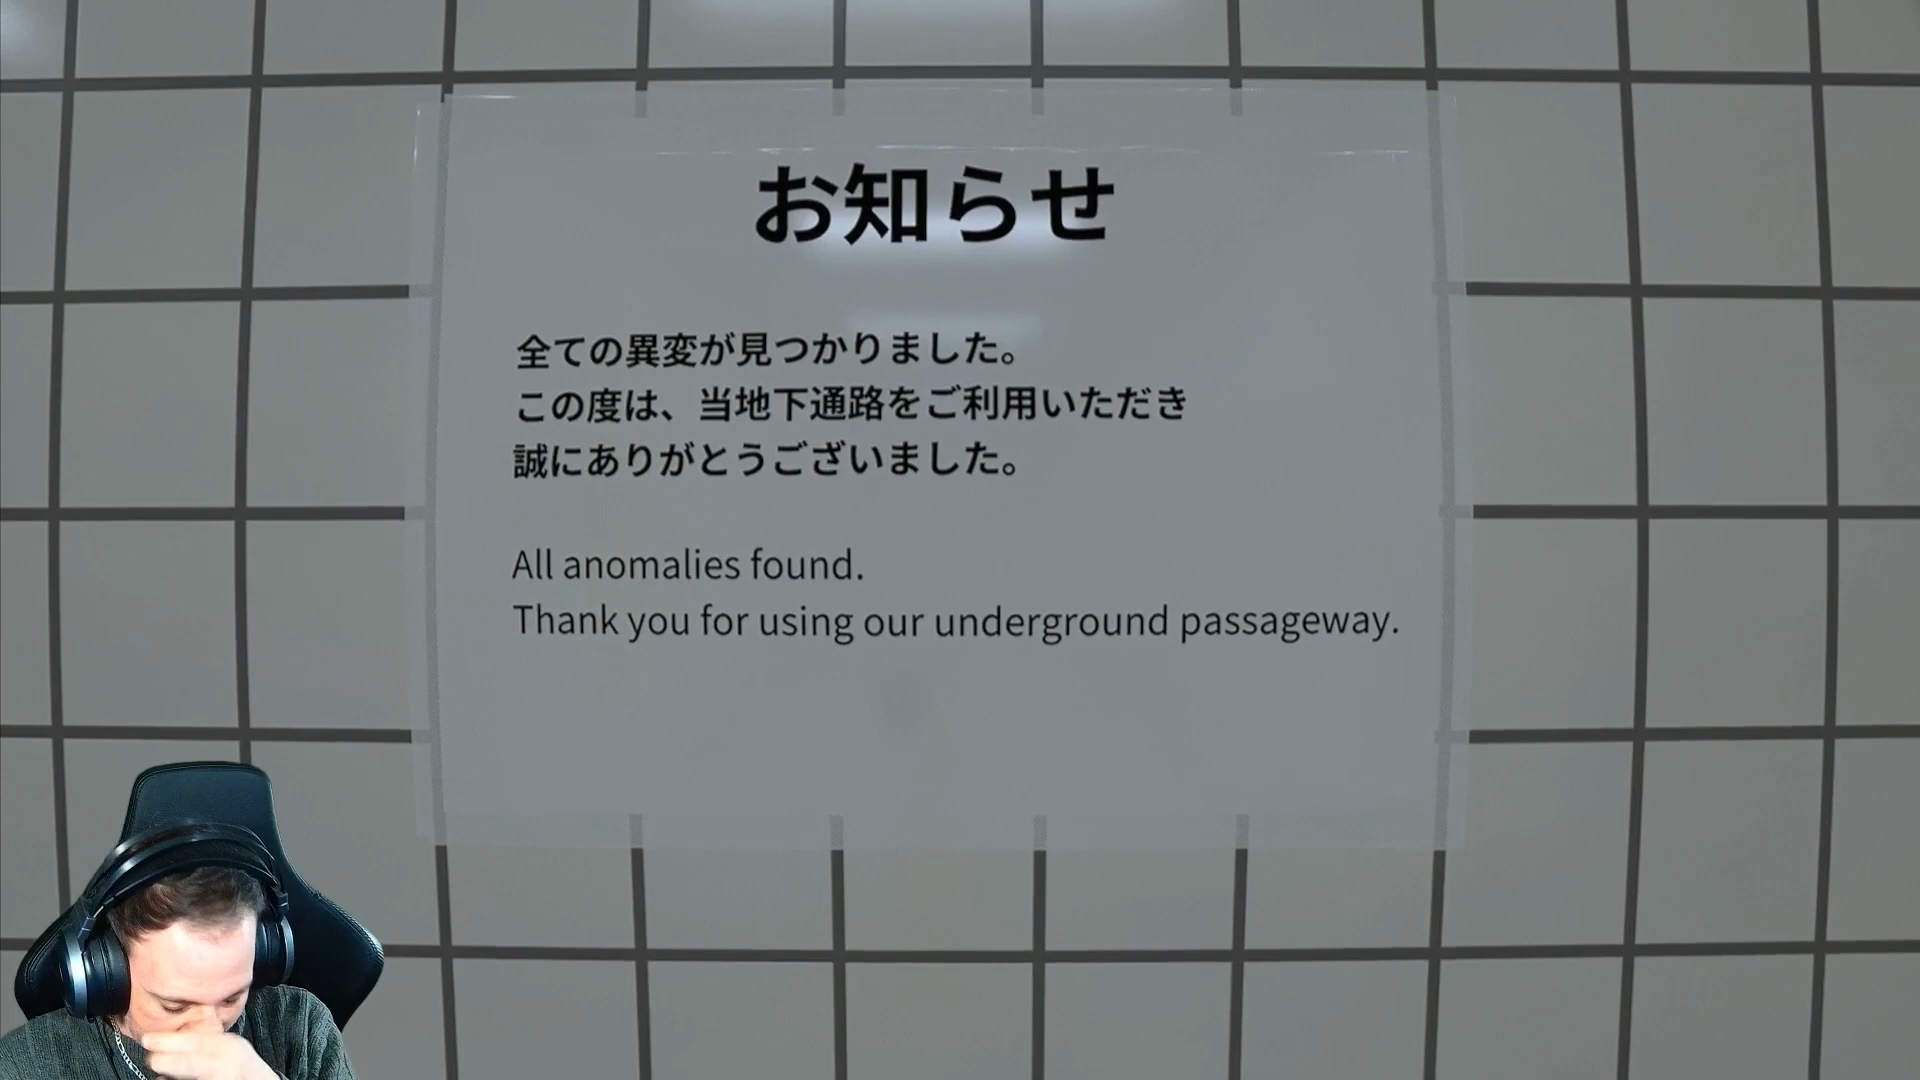 お知らせ
全ての異変が見つかりました。
この度は、当地下通路をご利用いただき
誠にありがとうございました。
All anomalies found.
Thank you for using our underground passageway.